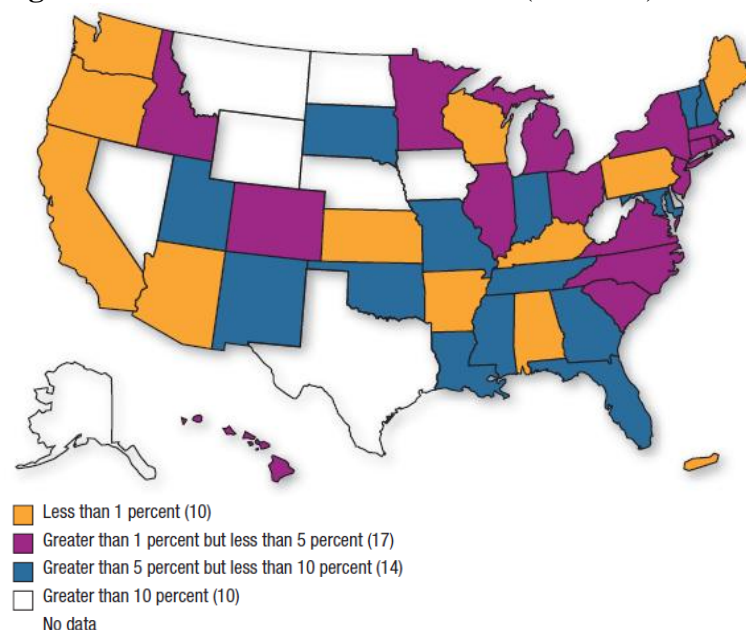 Less than 1 percent (10)
Greater than 1 percent but less than 5 percent (17)
Greater than 5 percent but less than 10 percent (14)
Greater than 10 percent (10)
No data